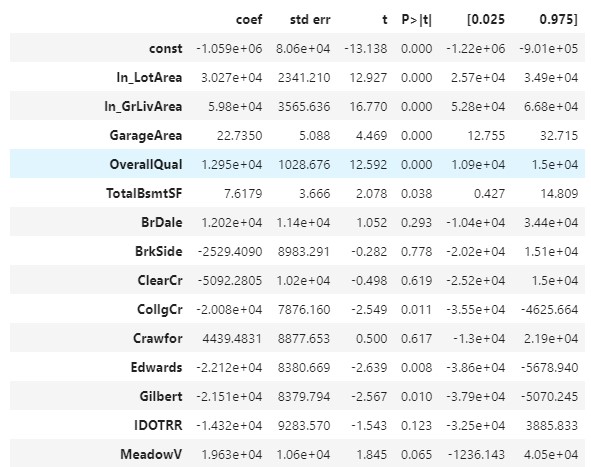 coef std err t P>|t| [0.025 0.975]
const -1.059e+06 8.06e+04 -13.138 0.000 -1.22e+06 -9.01e+05
ln_LotArea 3.027e+04 2341.210 12.927 0.000 2.57e+04 3.49e+04
ln_GrLivArea 5.98e+04 3565.636 16.770 0.000 5.28e+04 6.68e+04
GarageArea 22.7350 5.088 4.469 0.000 12.755 32.715
OverallQual 1.295e+04 1028.676 12.592 0.000 1.09e+04 1.5e+04
TotalBsmtSF 7.6179 3.666 2.078 0.038 0.427 14.809
BrDale 1.202e+04 1.14e+04 1.052 0.293 -1.04e+04 3.44e+04
BrkSide -2529.4090 8983.291 -0.282 0.778 -2.02e+04 1.51e+04
ClearCr -5092.2805 1.02e+04 -0.498 0.619 -2.52e+04 1.5e+04
CollgCr -2.008e+04 7876.160 -2.549 0.011 -3.55e+04 -4625.664
Crawfor 4439.4831 8877.653 0.500 0.617 -1.3e+04 2.19e+04
Edwards -2.212e+04 8380.669 -2.639 0.008 -3.86e+04 -5678.940
Gilbert -2.151e+04 8379.794 -2.567 0.010 -3.79e+04 -5070.245
IDOTRR -1.432e+04 9283.570 -1.543 0.123 -3.25e+04 3885.833
MeadowV 1.963e+04 1.06e+04 1.845 0.065 -1236.143 4.05e+04